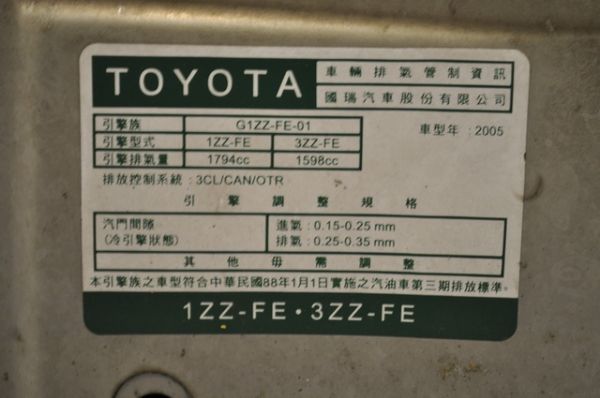 TOYOTA
車輛排氣管制資訊
國瑞汽車股份有限公司
引擎族 G1ZZ-FE-01
引擎型式 1ZZ-FE 3ZZ-FE
車型年:2005
引擎排氣量 1794cc 1598cc
排放控制系統:3CL/CAN/OTR
引擎調整規格
汽門間隙 進氣:0.15-0.25 mm
(冷引擎狀態) 排氣:0.25-0.35 mm
其他毋需調整
本引擎族之車型符合中華民國88年1月1日實施之汽油車第三期排放標準。
1ZZ-FE・3ZZ-FE